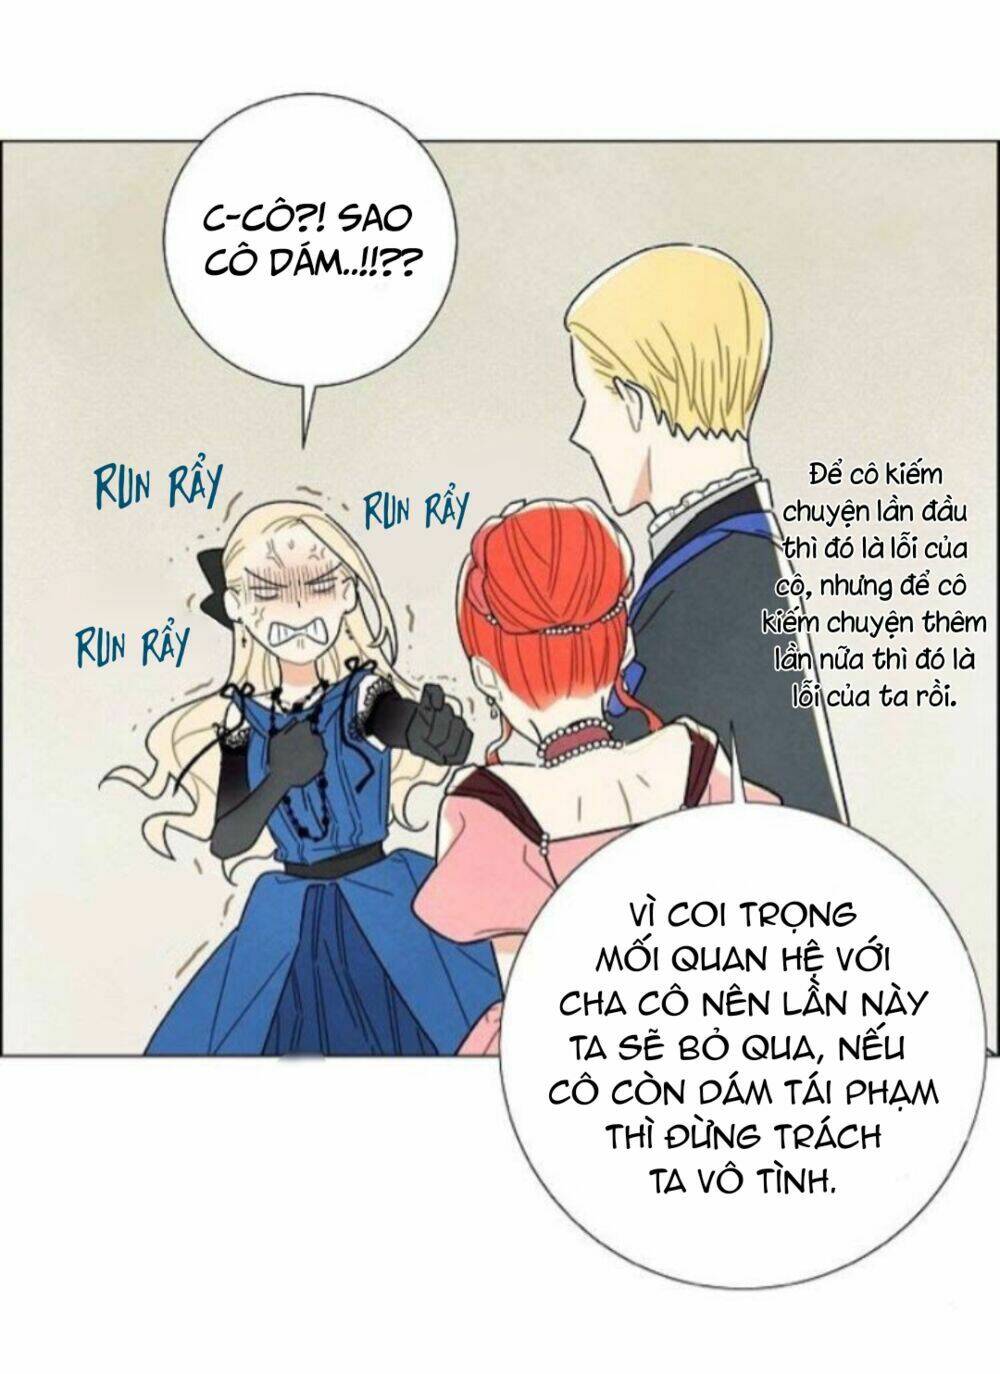 C-CÔ?! SAO
CÔ DÁM..!!??
RUN RẨY
RUN RẨY
RUN RẨY
Để cô kiếm
chuyện lần đầu
thì đó là lỗi của
cô, nhưng để cô
kiếm chuyện thêm
lần nữa thì đó là
lỗi của ta rồi.
VÌ COI TRỌNG
MỐI QUAN HỆ VỚI
CHA CÔ NÊN LẦN NÀY
TA SẼ BỎ QUA, NẾU
CÔ CÒN DÁM TÁI PHẠM
THÌ ĐỪNG TRÁCH
TA VÔ TÌNH.